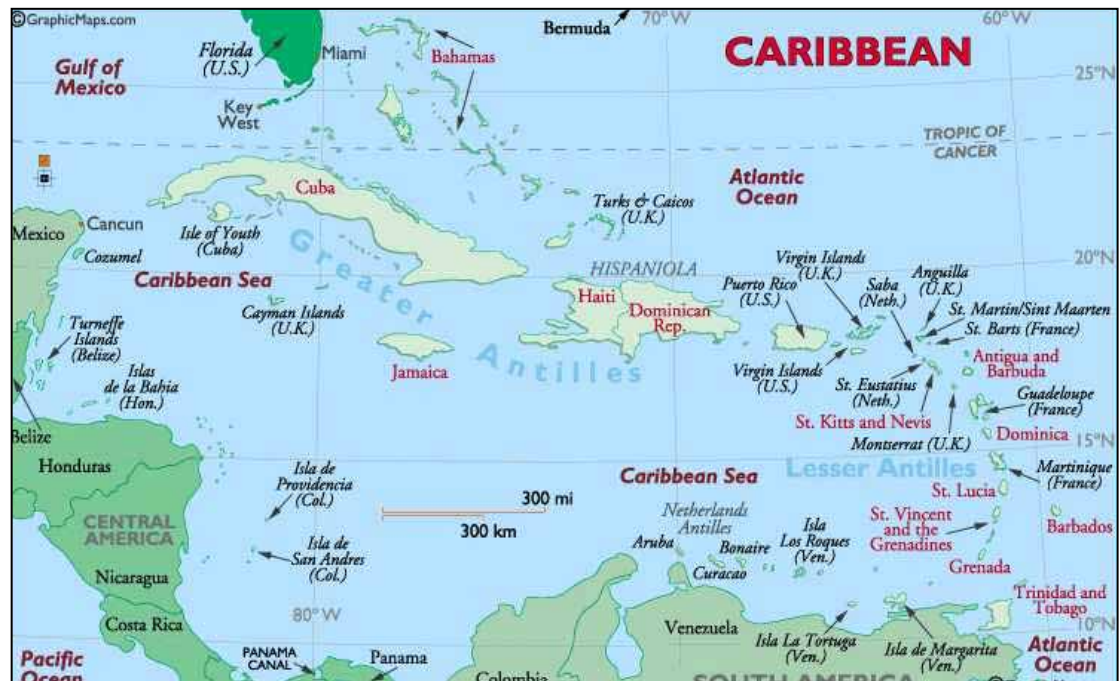 ©GraphicMaps.com
Bermuda
70°W
60°W
CARIBBEAN
Florida
(U.S.)
Miami
Bahamas
Gulf of
Mexico
25°N
Key
West
TROPIC OF
CANCER
Atlantic
Ocean
Cuba
Turks & Caicos
(U.K.)
Mexico
Cancun
Isle of Youth
(Cuba)
Cozumel
Greater
Antilles
Caribbean Sea
HISPANIOLA
20°N
Virgin Islands
(U.K.)
Puerto Rico
(U.S.)
Saba
(Neth.)
Anguilla
(U.K.)
Haiti
Dominican
Rep.
St. Martin/Sint Maarten
St. Barts (France)
Cayman Islands
(U.K.)
Turneffe
Islands
(Belize)
Jamaica
Virgin Islands
(U.S.)
Antigua and
Barbuda
Islas
de la Bahia
(Hon.)
St. Eustatius
(Neth.)
Guadeloupe
(France)
St. Kitts and Nevis
Montserrat (U.K.)
Dominica
15°N
Belize
Honduras
Caribbean Sea
Lesser Antilles
Martinique
(France)
Isla de
Providencia
(Col.)
300 mi
300 km
St. Lucia
CENTRAL
AMERICA
Netherlands
Antilles
Isla
Los Roques
(Ven.)
St. Vincent
and the
Grenadines
Barbados
Aruba
Bonaire
Curacao
Isla de
San Andres
(Col.)
Grenada
Nicaragua
Trinidad and
Tobago
80° W
Costa Rica
Venezuela
10°N
Isla La Tortuga
(Ven.)
Isla de Margarita
(Ven.)
Atlantic
Ocean
PANAMA
CANAL
Panama
Pacific
Ocean
Colombia
SOUTH AMERICA